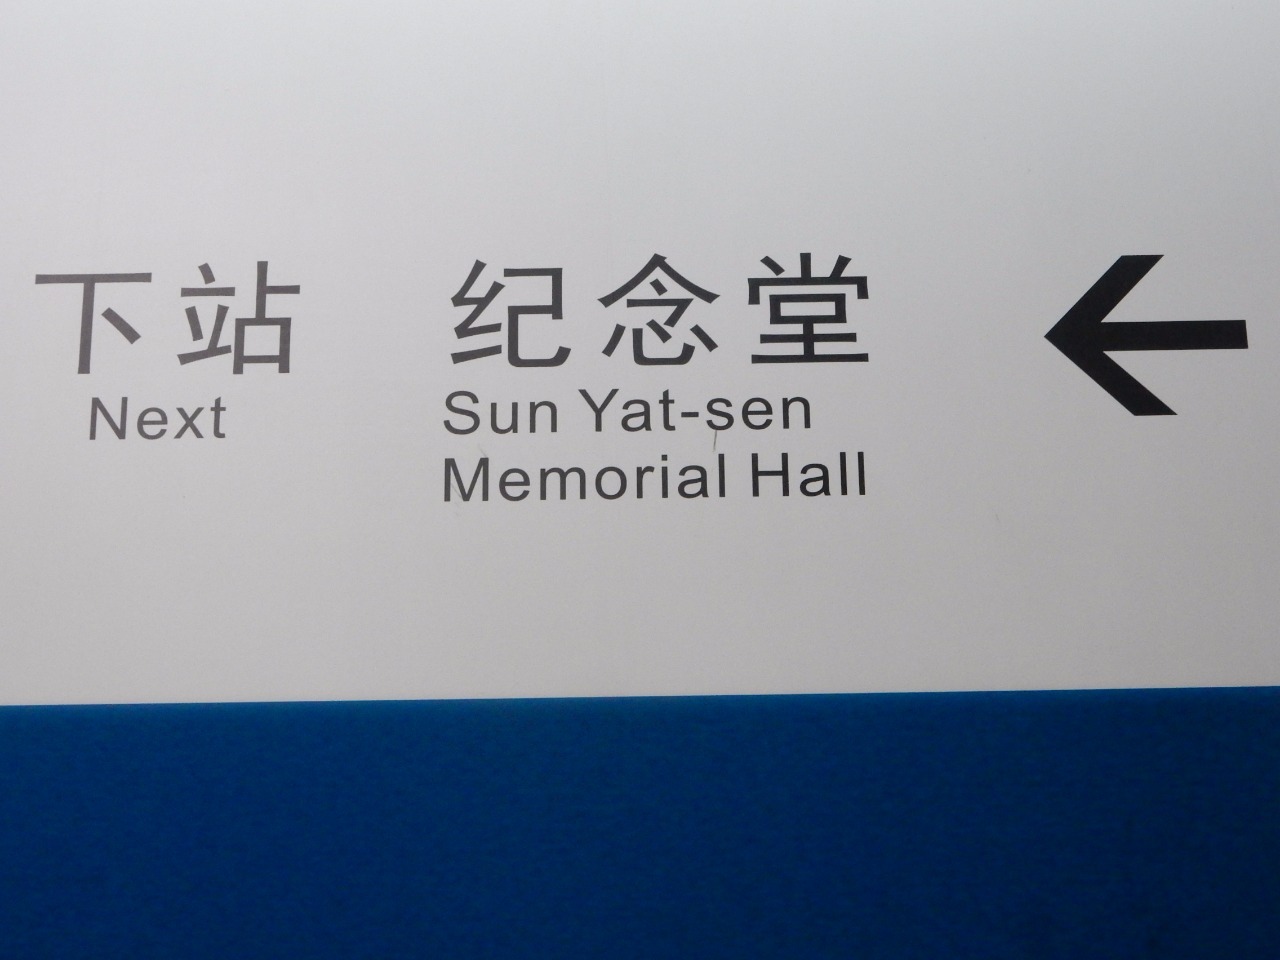 下站 纪念堂
Next Sun Yat-sen
Memorial Hall